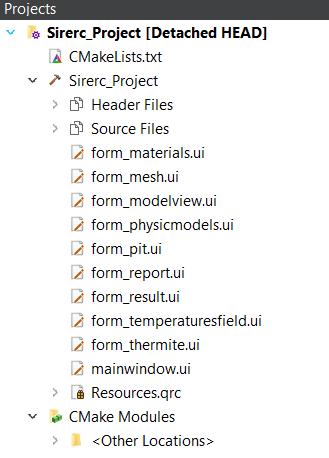 Projects
Sirerc_Project [Detached HEAD]
CMakeLists.txt
Sirerc_Project
Header Files
Source Files
form_materials.ui
form_mesh.ui
form_modelview.ui
form_physicmodels.ui
form_pit.ui
form_report.ui
form_result.ui
form_temperaturesfield.ui
form_thermite.ui
mainwindow.ui
Resources.qrc
CMake Modules
<Other Locations>